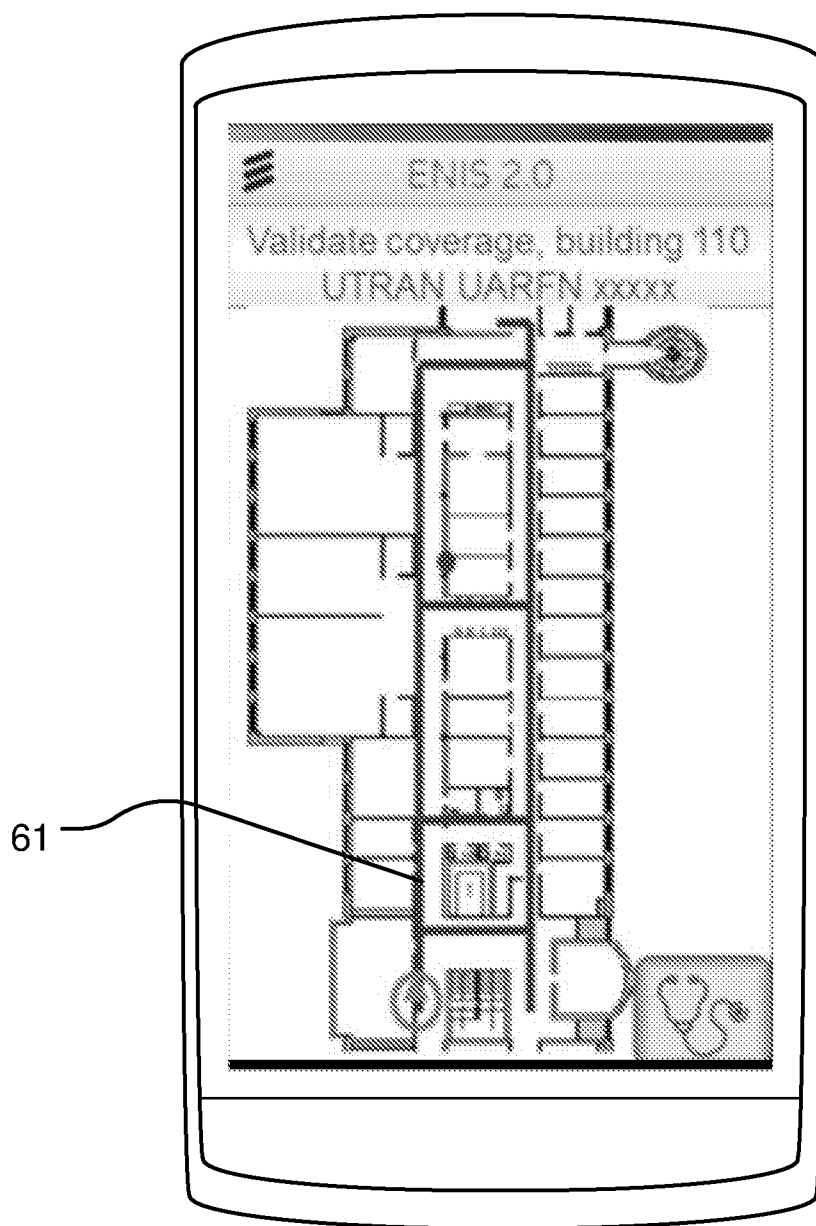 ENIS 2.0
Validate coverage, building 110
UTRAN UARFN xxxxx
61